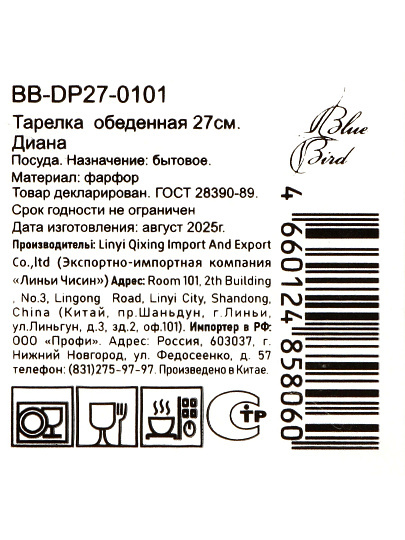 BB-DP27-0101
Тарелка обеденная 27см.
Диана
Посуда. Назначение: бытовое.
Материал: фарфор
Товар декларирован. ГОСТ 28390-89.
Срок годности не ограничен
Дата изготовления: август 2025г.
Производитель: Linyi Qixing Import And Export
Co.,ltd (Экспортно-импортная компания
«Линьи Чисин») Адрес: Room 101, 2th Building
, No.3, Lingong Road, Linyi City, Shandong,
China (Китай, пр.Шаньдун, г.Линьи,
ул.Линьгун, д.3, зд.2, оф.101). Импортер в РФ:
ООО «Профи». Адрес: Россия, 603037, г.
Нижний Новгород, ул. Федосеенко, д. 57
телефон: (831)275-97-97. Произведено в Китае.
Blue
Bird
4 660124 858060
СТР